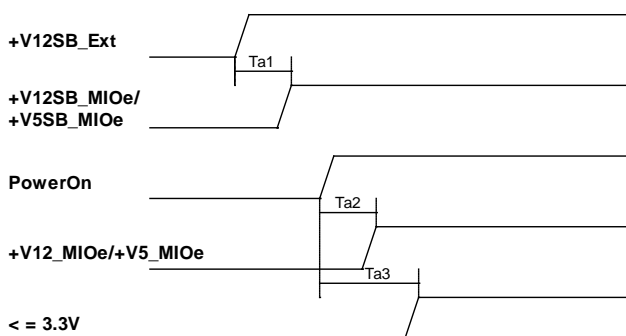 +V12SB_Ext
Ta1
+V12SB_MIOe/
+V5SB_MIOe
PowerOn
Ta2
+V12_MIOe/+V5_MIOe
Ta3
< = 3.3V